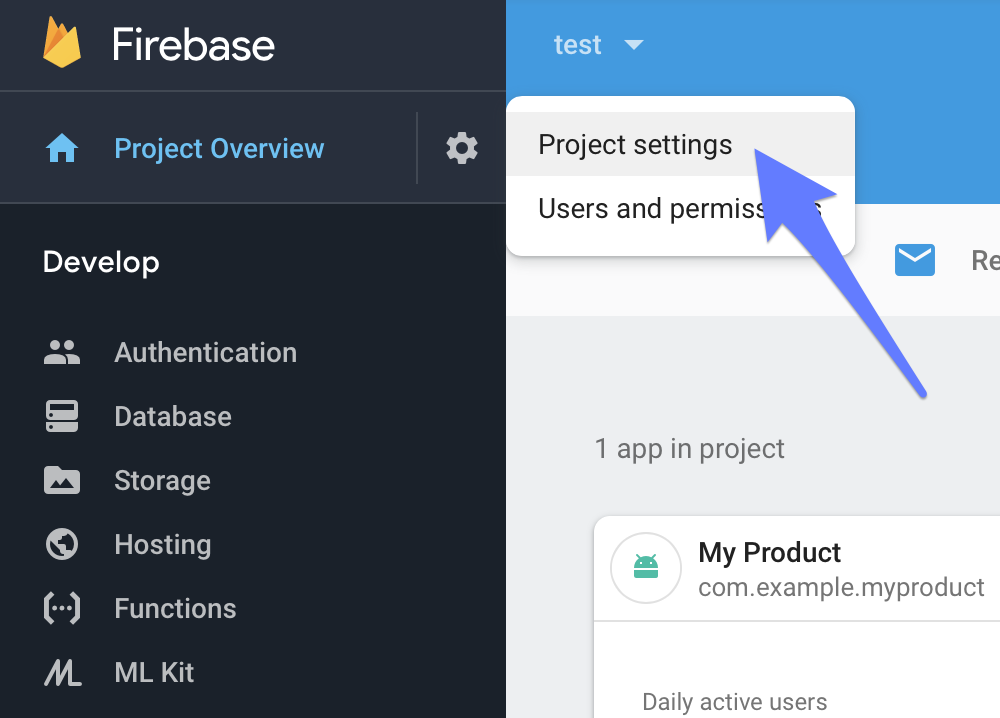 Firebase
test
Project Overview
Project settings
Users and permiss s
Develop
Re
Authentication
Database
Storage
Hosting
Functions
ML Kit
1 app in project
My Product
com.example.myproduct
Daily active users